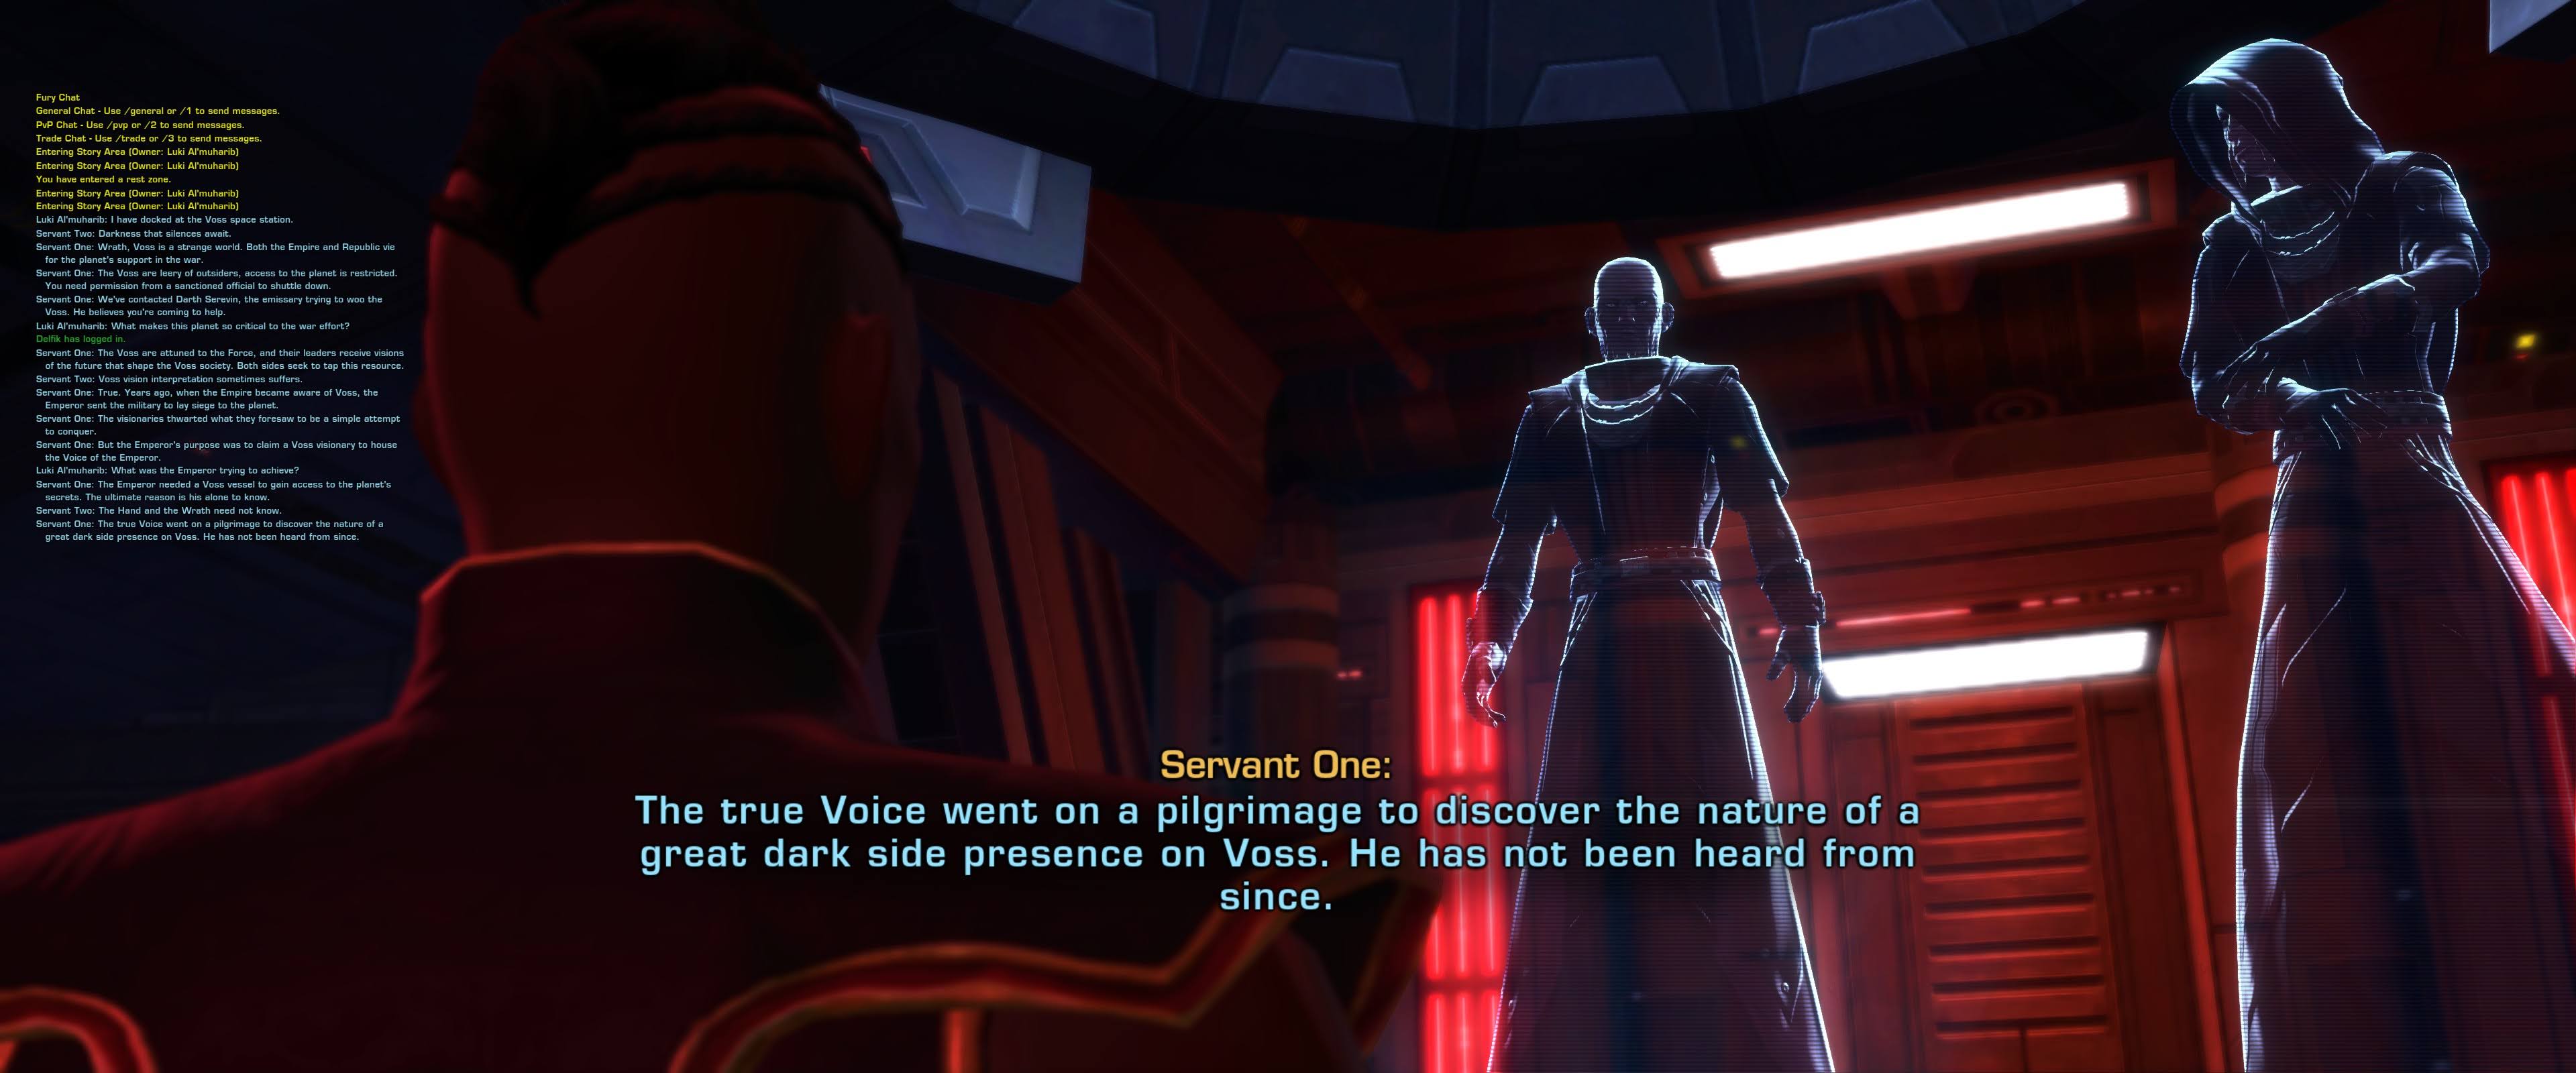 Fury Chat
General Chat - Use /general or /1 to send messages.
PvP Chat - Use /pvp or /2 to send messages.
Trade Chat - Use /trade or /3 to send messages.
Entering Story Area (Owner: Luki Al'muharib)
Entering Story Area (Owner: Luki Al'muharib)
You have entered a rest zone.
Entering Story Area (Owner: Luki Al'muharib)
Entering Story Area (Owner: Luki Al'muharib)
Luki Al'muharib: I have docked at the Voss space station.
Servant Two: Darkness that silences await.
Servant One: Wrath, Voss is a strange world. Both the Empire and Republic vie
for the planet's support in the war.
Servant One: The Voss are leery of outsiders, access to the planet is restricted.
You need permission from a sanctioned official to shuttle down.
Servant One: We've contacted Darth Serevin, the emissary trying to woo the
Voss. He believes you're coming to help.
Luki Al'muharib: What makes this planet so critical to the war effort?
Delfik has logged in.
Servant One: The Voss are attuned to the Force, and their leaders receive visions
of the future that shape the Voss society. Both sides seek to tap this resource.
Servant Two: Voss vision interpretation sometimes suffers.
Servant One: True. Years ago, when the Empire became aware of Voss, the
Emperor sent the military to lay siege to the planet.
Servant One: The visionaries thwarted what they foresaw to be a simple attempt
to conquer.
Servant One: But the Emperor's purpose was to claim a Voss visionary to house
the Voice of the Emperor.
Luki Al'muharib: What was the Emperor trying to achieve?
Servant One: The Emperor needed a Voss vessel to gain access to the planet's
secrets. The ultimate reason is his alone to know.
Servant Two: The Hand and the Wrath need not know.
Servant One: The true Voice went on a pilgrimage to discover the nature of a
great dark side presence on Voss. He has not been heard from since.
Servant One:
The true Voice went on a pilgrimage to discover the nature of a
great dark side presence on Voss. He has not been heard from
since.